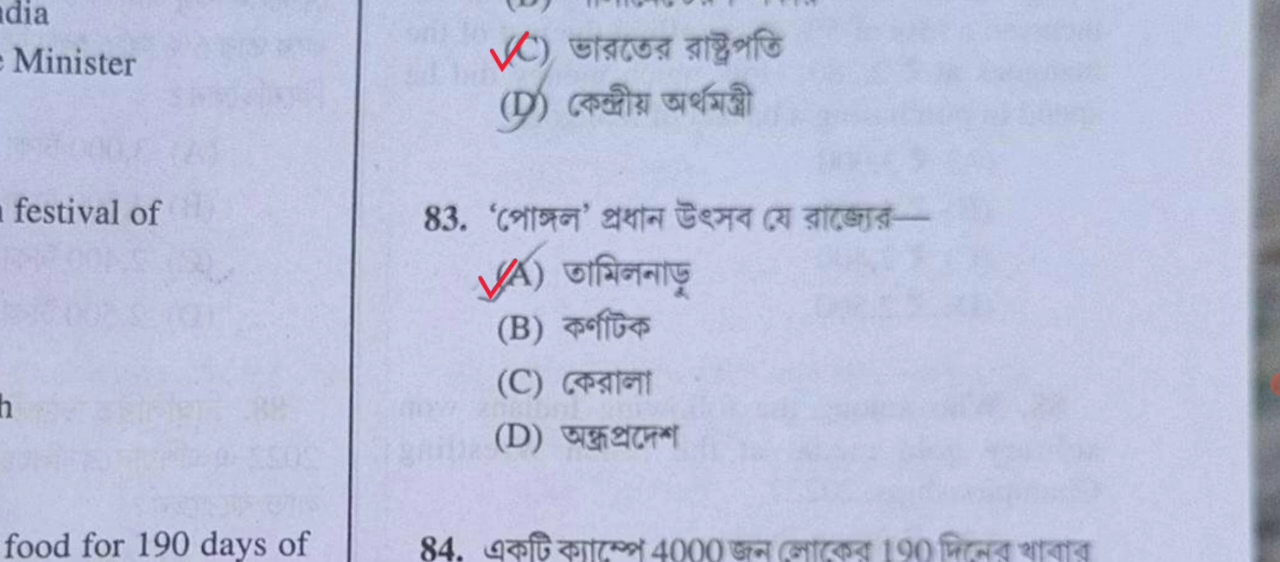 dia
Minister
festival of
food for 190 days of
(C) ভারতের রাষ্ট্রপতি
(D) কেন্দ্রীয় অর্থমন্ত্রী
83. ‘পোঙ্গল’ প্রধান উৎসব যে রাজ্যের—
(A) তামিলনাড়ু
(B) কর্ণাটক
(C) কেরালা
(D) অন্ধ্রপ্রদেশ
84. একটি ক্যাম্পে 4000 জন লোকের 190 দিনের খাবার